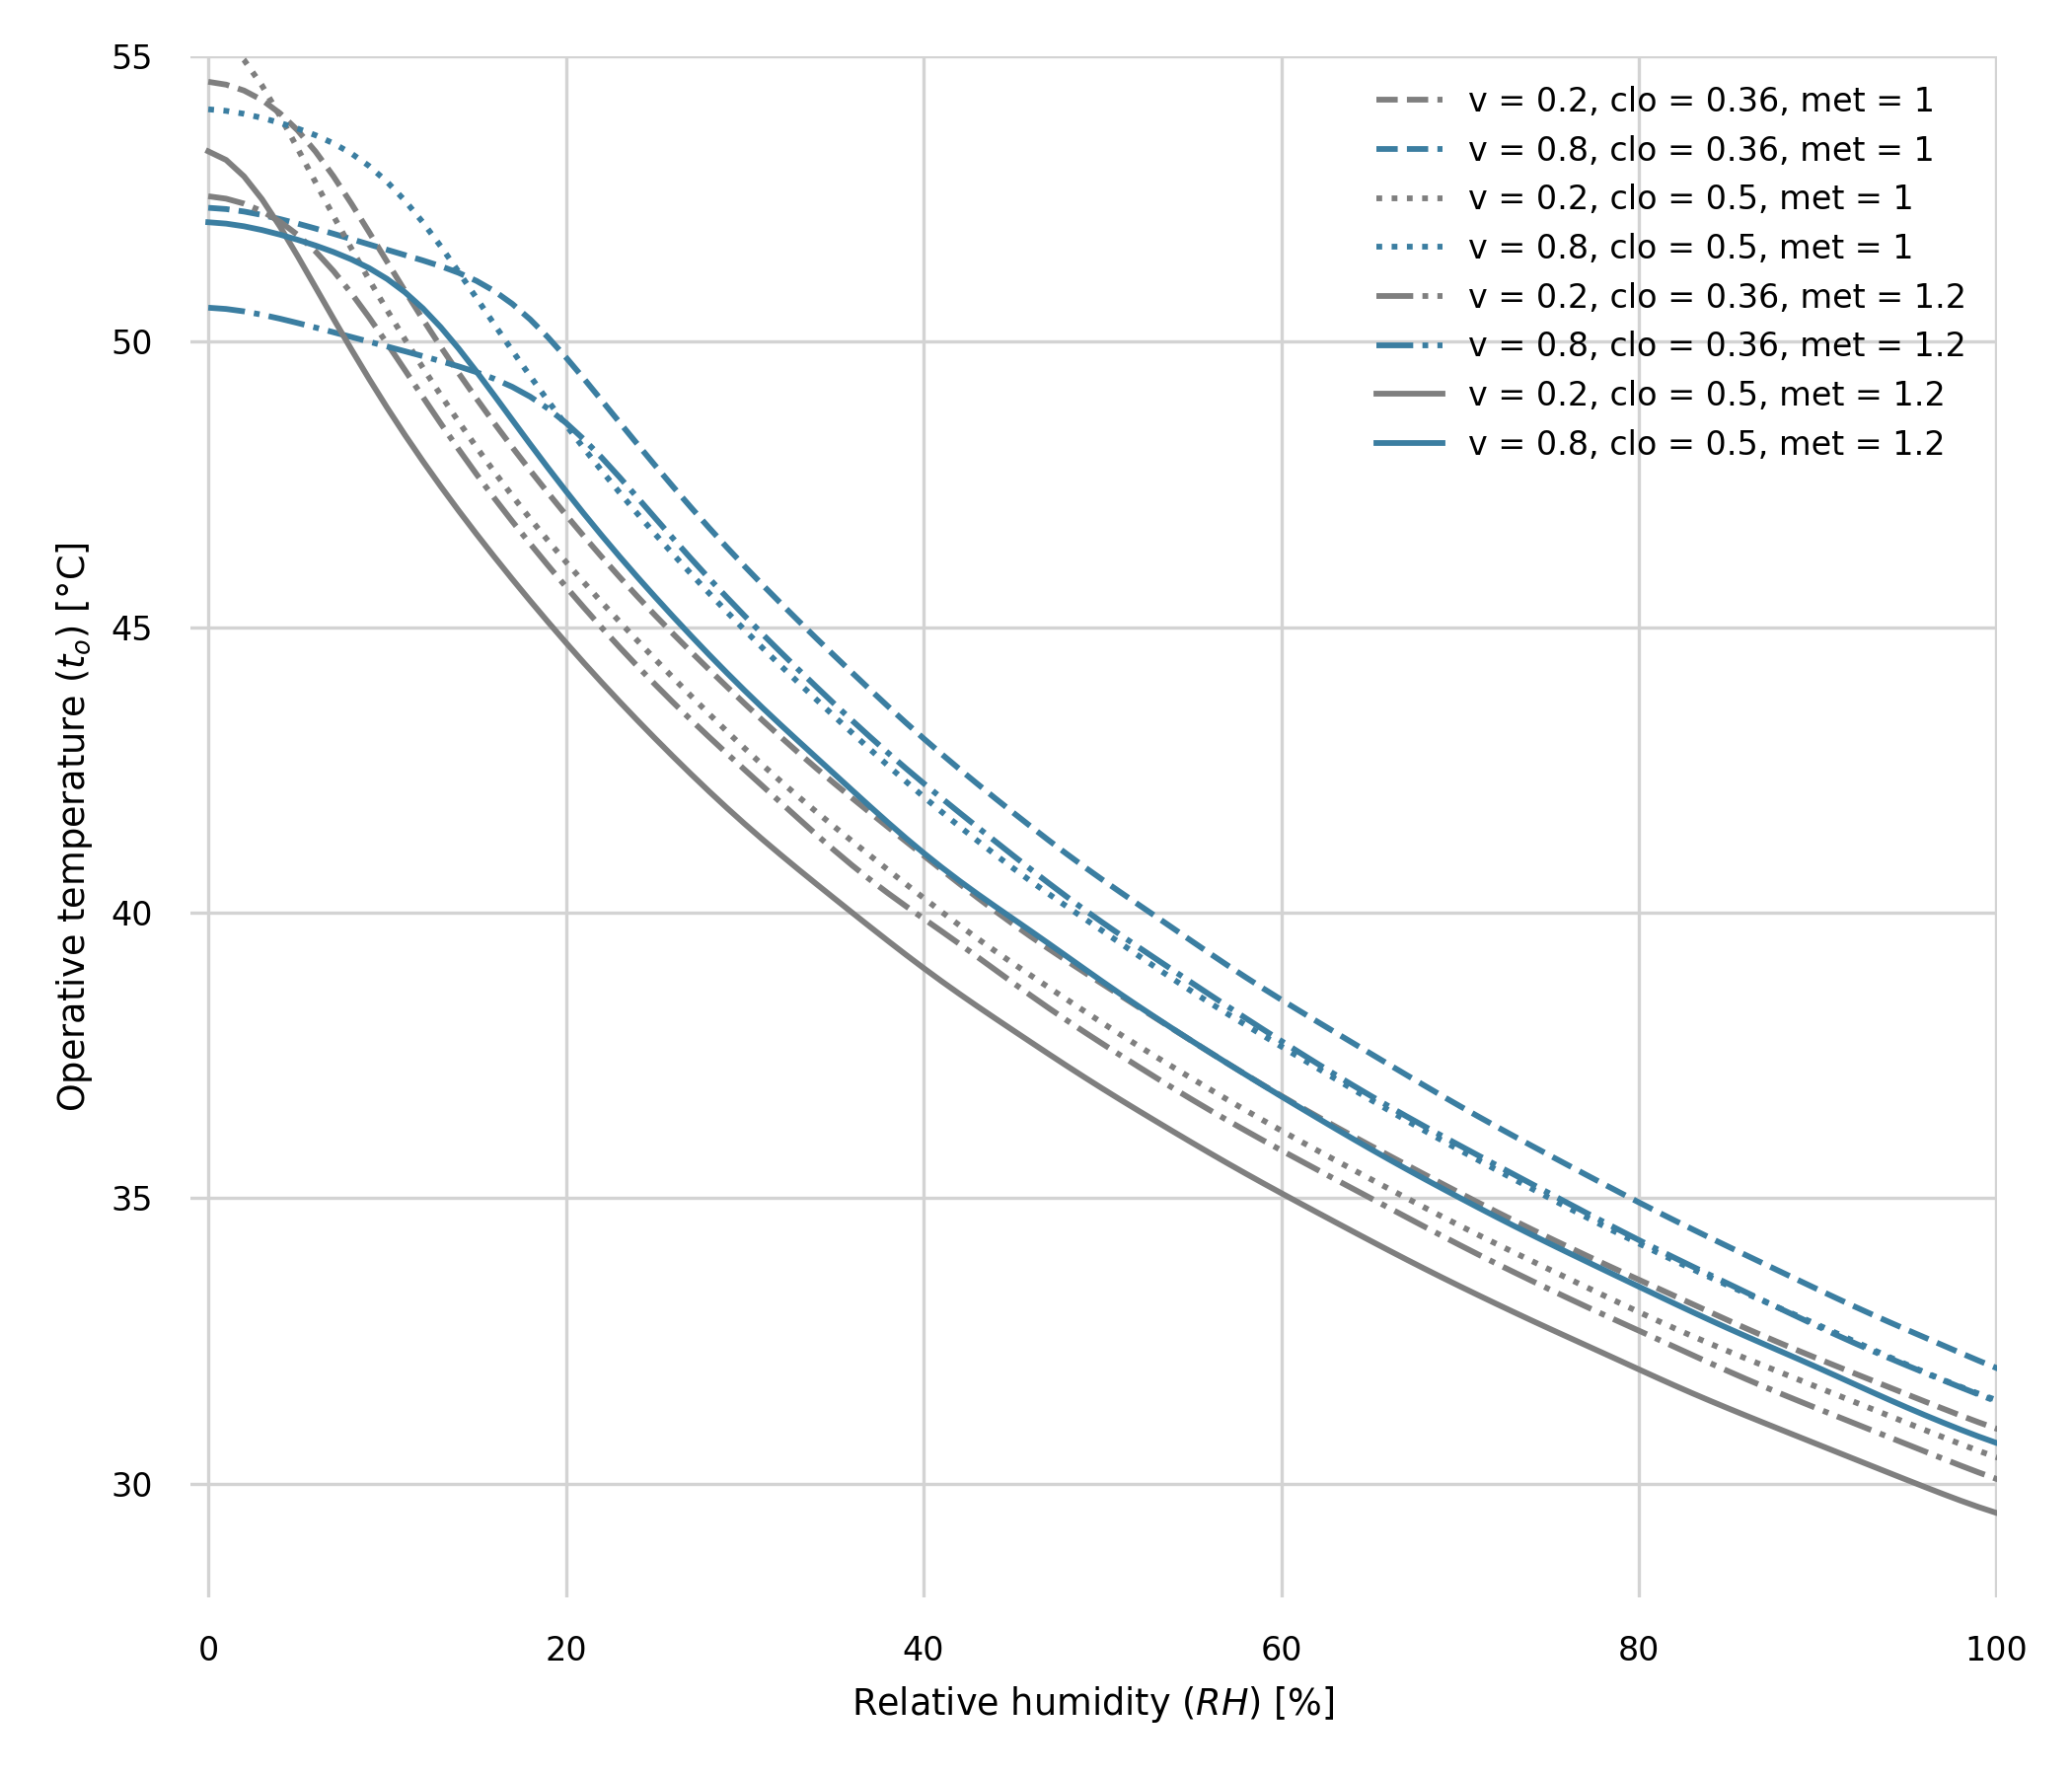 55
50
45
40
35
30
Operative temperature (tₒ) [°C]
v = 0.2, clo = 0.36, met = 1
v = 0.8, clo = 0.36, met = 1
v = 0.2, clo = 0.5, met = 1
v = 0.8, clo = 0.5, met = 1
v = 0.2, clo = 0.36, met = 1.2
v = 0.8, clo = 0.36, met = 1.2
v = 0.2, clo = 0.5, met = 1.2
v = 0.8, clo = 0.5, met = 1.2
0 20 40 60 80 100
Relative humidity (RH) [%]